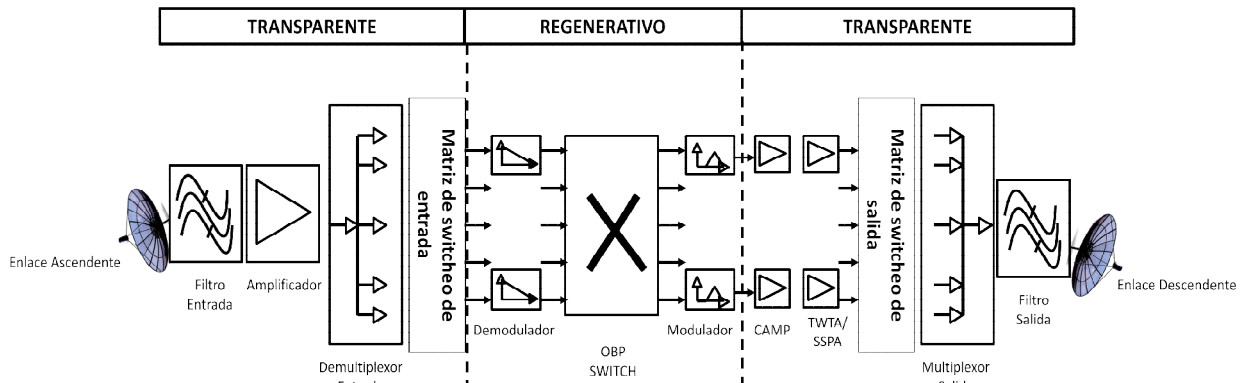 TRANSPARENTE
REGENERATIVO
TRANSPARENTE
Enlace Ascendente
Filtro
Entrada
Amplificador
Demultiplexor
Matriz de switcheo de
entrada
Demodulador
OBP
SWITCH
Modulador
CAMP
TWTA/
SSPA
Matriz de switcheo de
salida
Multiplexor
Filtro
Salida
Enlace Descendente